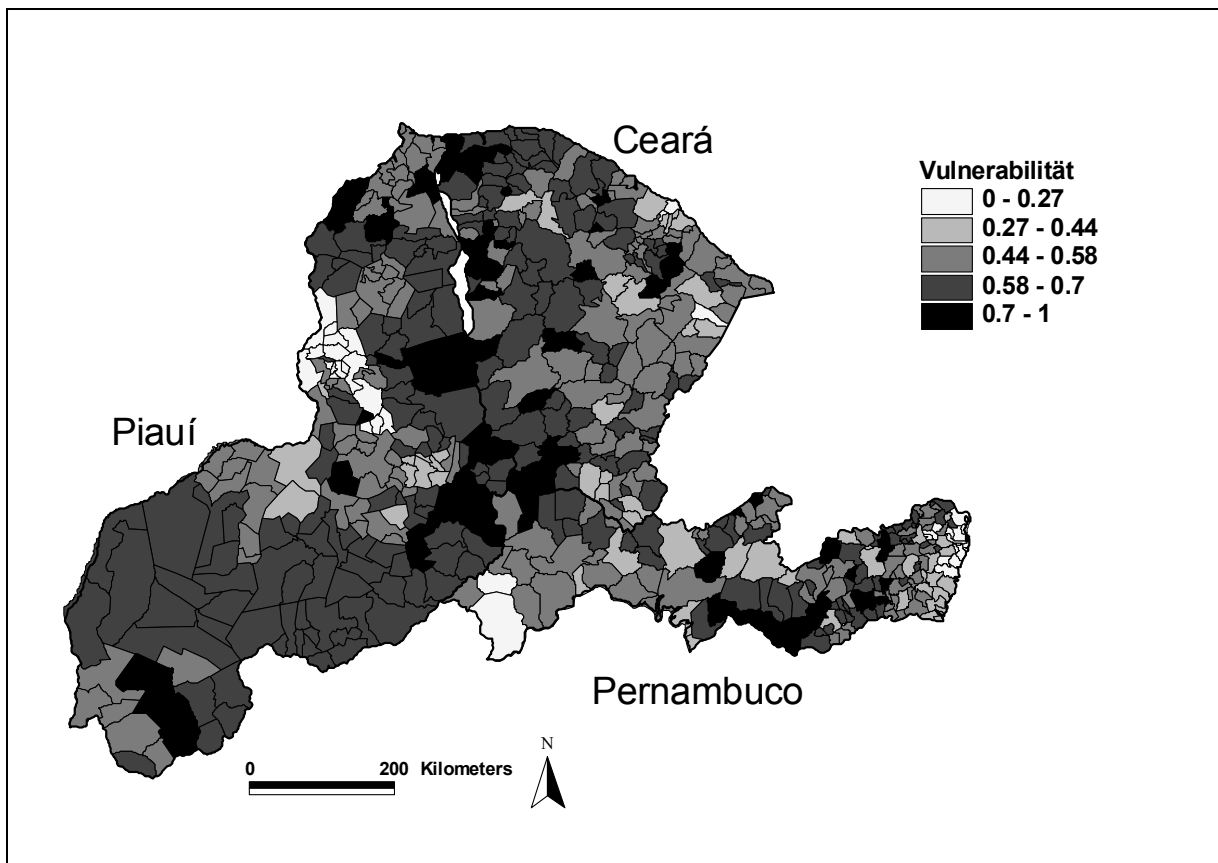 Ceará
Vulnerabilität
0 - 0.27
0.27 - 0.44
0.44 - 0.58
0.58 - 0.7
0.7 - 1
Piauí
Pernambuco
N
0 200 Kilometers